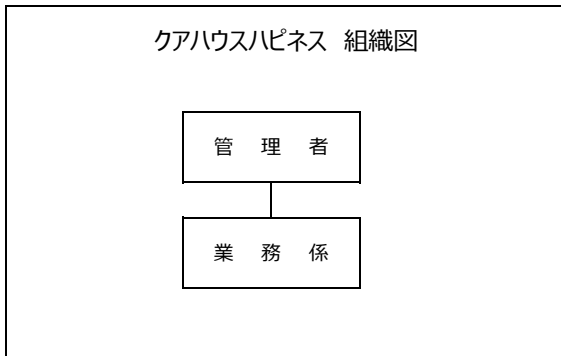 クアハウスハピネス 組織図
管 理 者
業 務 係